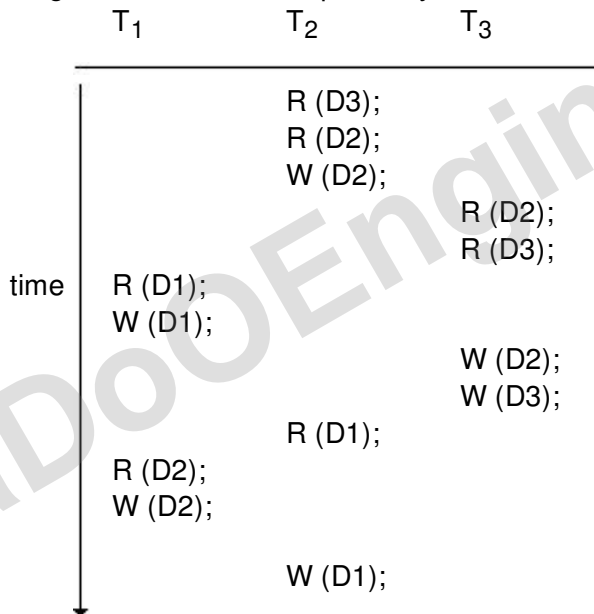 T1 T2 T3
R (D3);
R (D2);
W (D2);
R (D2);
R (D3);
time R (D1);
W (D1);
W (D2);
W (D3);
R (D1);
R (D2);
W (D2);
W (D1);